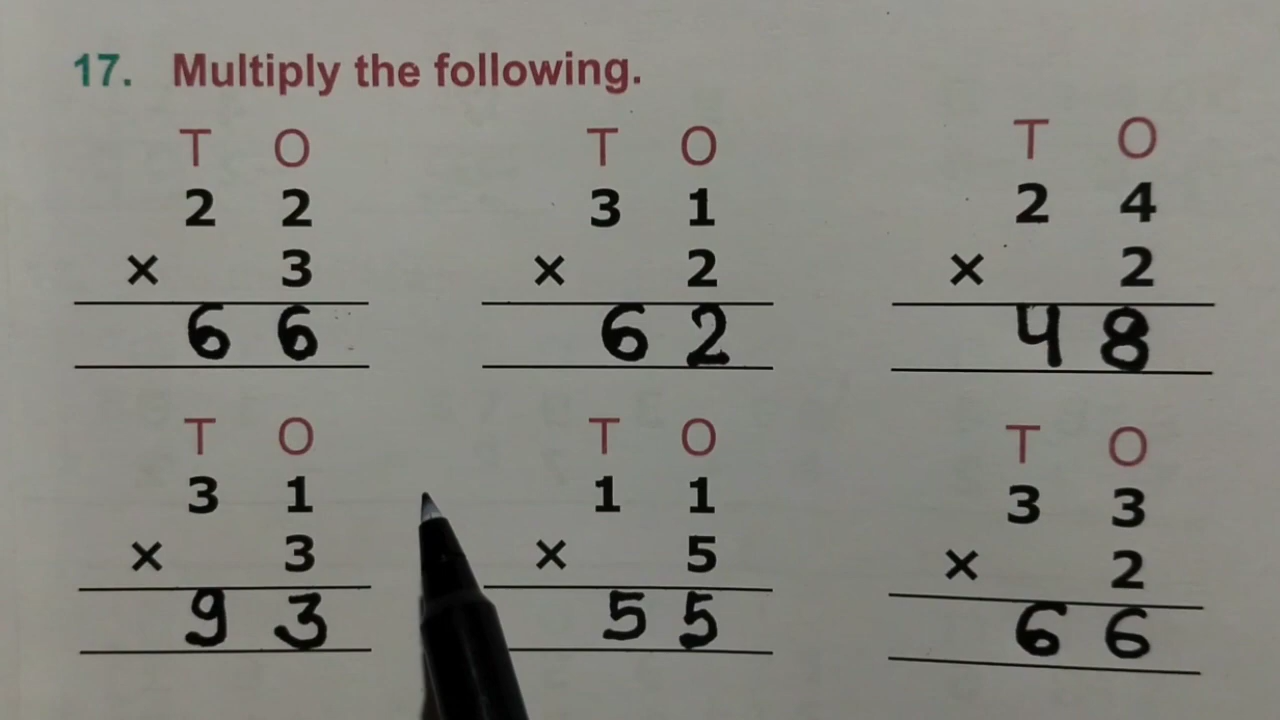 17. Multiply the following.
T O T O T O
2 2 3 1 2 4
× 3 × 2 × 2
6 6 6 2 4 8
T O T O T O
3 1 1 1 3 3
× 3 × 5 × 2
9 3 5 5 6 6